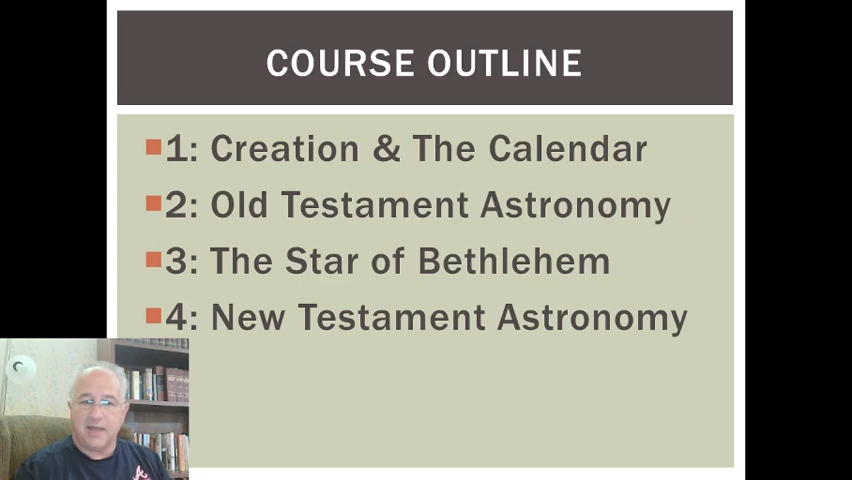 COURSE OUTLINE
1: Creation & The Calendar
2: Old Testament Astronomy
3: The Star of Bethlehem
4: New Testament Astronomy